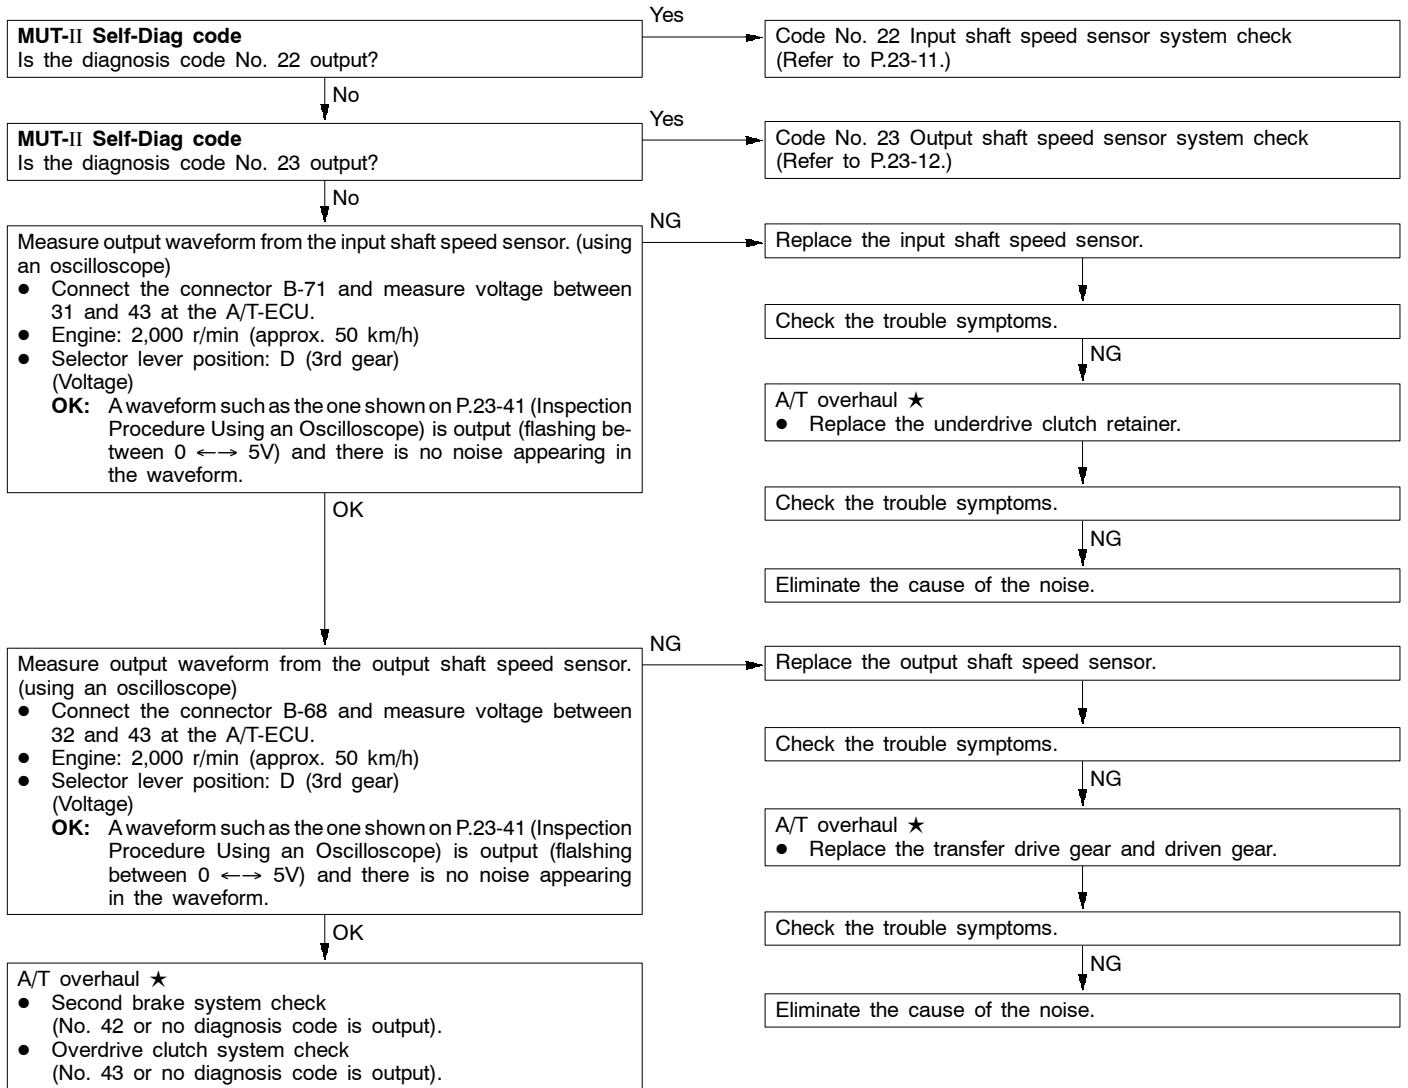 MUT-II Self-Diag code
Is the diagnosis code No. 22 output?
Yes
Code No. 22 Input shaft speed sensor system check
(Refer to P.23-11.)
No
MUT-II Self-Diag code
Is the diagnosis code No. 23 output?
Yes
Code No. 23 Output shaft speed sensor system check
(Refer to P.23-12.)
No
Measure output waveform from the input shaft speed sensor. (using
an oscilloscope)
● Connect the connector B-71 and measure voltage between
31 and 43 at the A/T-ECU.
● Engine: 2,000 r/min (approx. 50 km/h)
● Selector lever position: D (3rd gear)
(Voltage)
OK: A waveform such as the one shown on P.23-41 (Inspection
Procedure Using an Oscilloscope) is output (flashing be-
tween 0 ←→ 5V) and there is no noise appearing in
the waveform.
NG
Replace the input shaft speed sensor.
Check the trouble symptoms.
NG
A/T overhaul ★
● Replace the underdrive clutch retainer.
Check the trouble symptoms.
NG
Eliminate the cause of the noise.
OK
Measure output waveform from the output shaft speed sensor.
(using an oscilloscope)
● Connect the connector B-68 and measure voltage between
32 and 43 at the A/T-ECU.
● Engine: 2,000 r/min (approx. 50 km/h)
● Selector lever position: D (3rd gear)
(Voltage)
OK: A waveform such as the one shown on P.23-41 (Inspection
Procedure Using an Oscilloscope) is output (flalshing
between 0 ←→ 5V) and there is no noise appearing
in the waveform.
NG
Replace the output shaft speed sensor.
Check the trouble symptoms.
NG
A/T overhaul ★
● Replace the transfer drive gear and driven gear.
Check the trouble symptoms.
NG
Eliminate the cause of the noise.
OK
A/T overhaul ★
● Second brake system check
(No. 42 or no diagnosis code is output).
● Overdrive clutch system check
(No. 43 or no diagnosis code is output).